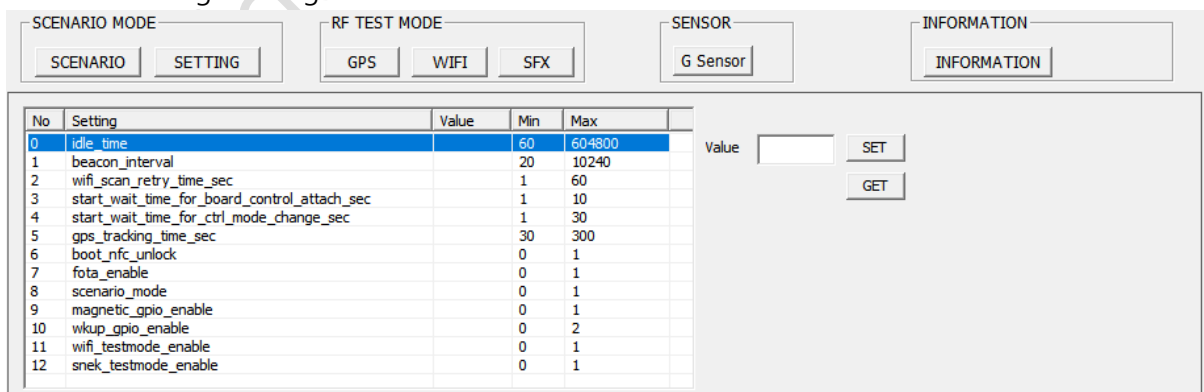 SCENARIO MODE RF TEST MODE SENSOR INFORMATION
SCENARIO SETTING GPS WIFI SFX G Sensor INFORMATION
No Setting Value Min Max
0 idle_time 60 604800
Value SET
1 beacon_interval 20 10240
2 wifi_scan_retry_time_sec 1 60
GET
3 start_wait_time_for_board_control_attach_sec 1 10
4 start_wait_time_for_ctrl_mode_change_sec 1 30
5 gps_tracking_time_sec 30 300
6 boot_nfc_unlock 0 1
7 fota_enable 0 1
8 scenario_mode 0 1
9 magnetic_gpio_enable 0 1
10 wkup_gpio_enable 0 2
11 wifi_testmode_enable 0 1
12 snek_testmode_enable 0 1